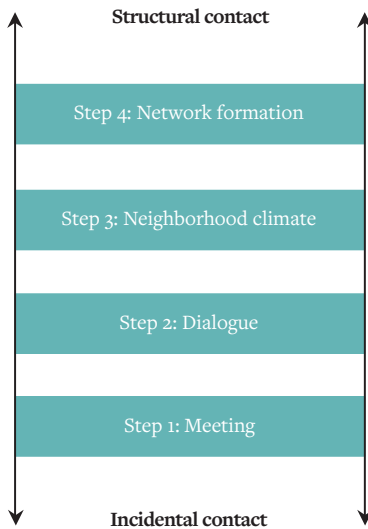 Structural contact
Step 4: Network formation
Step 3: Neighborhood climate
Step 2: Dialogue
Step 1: Meeting
Incidental contact